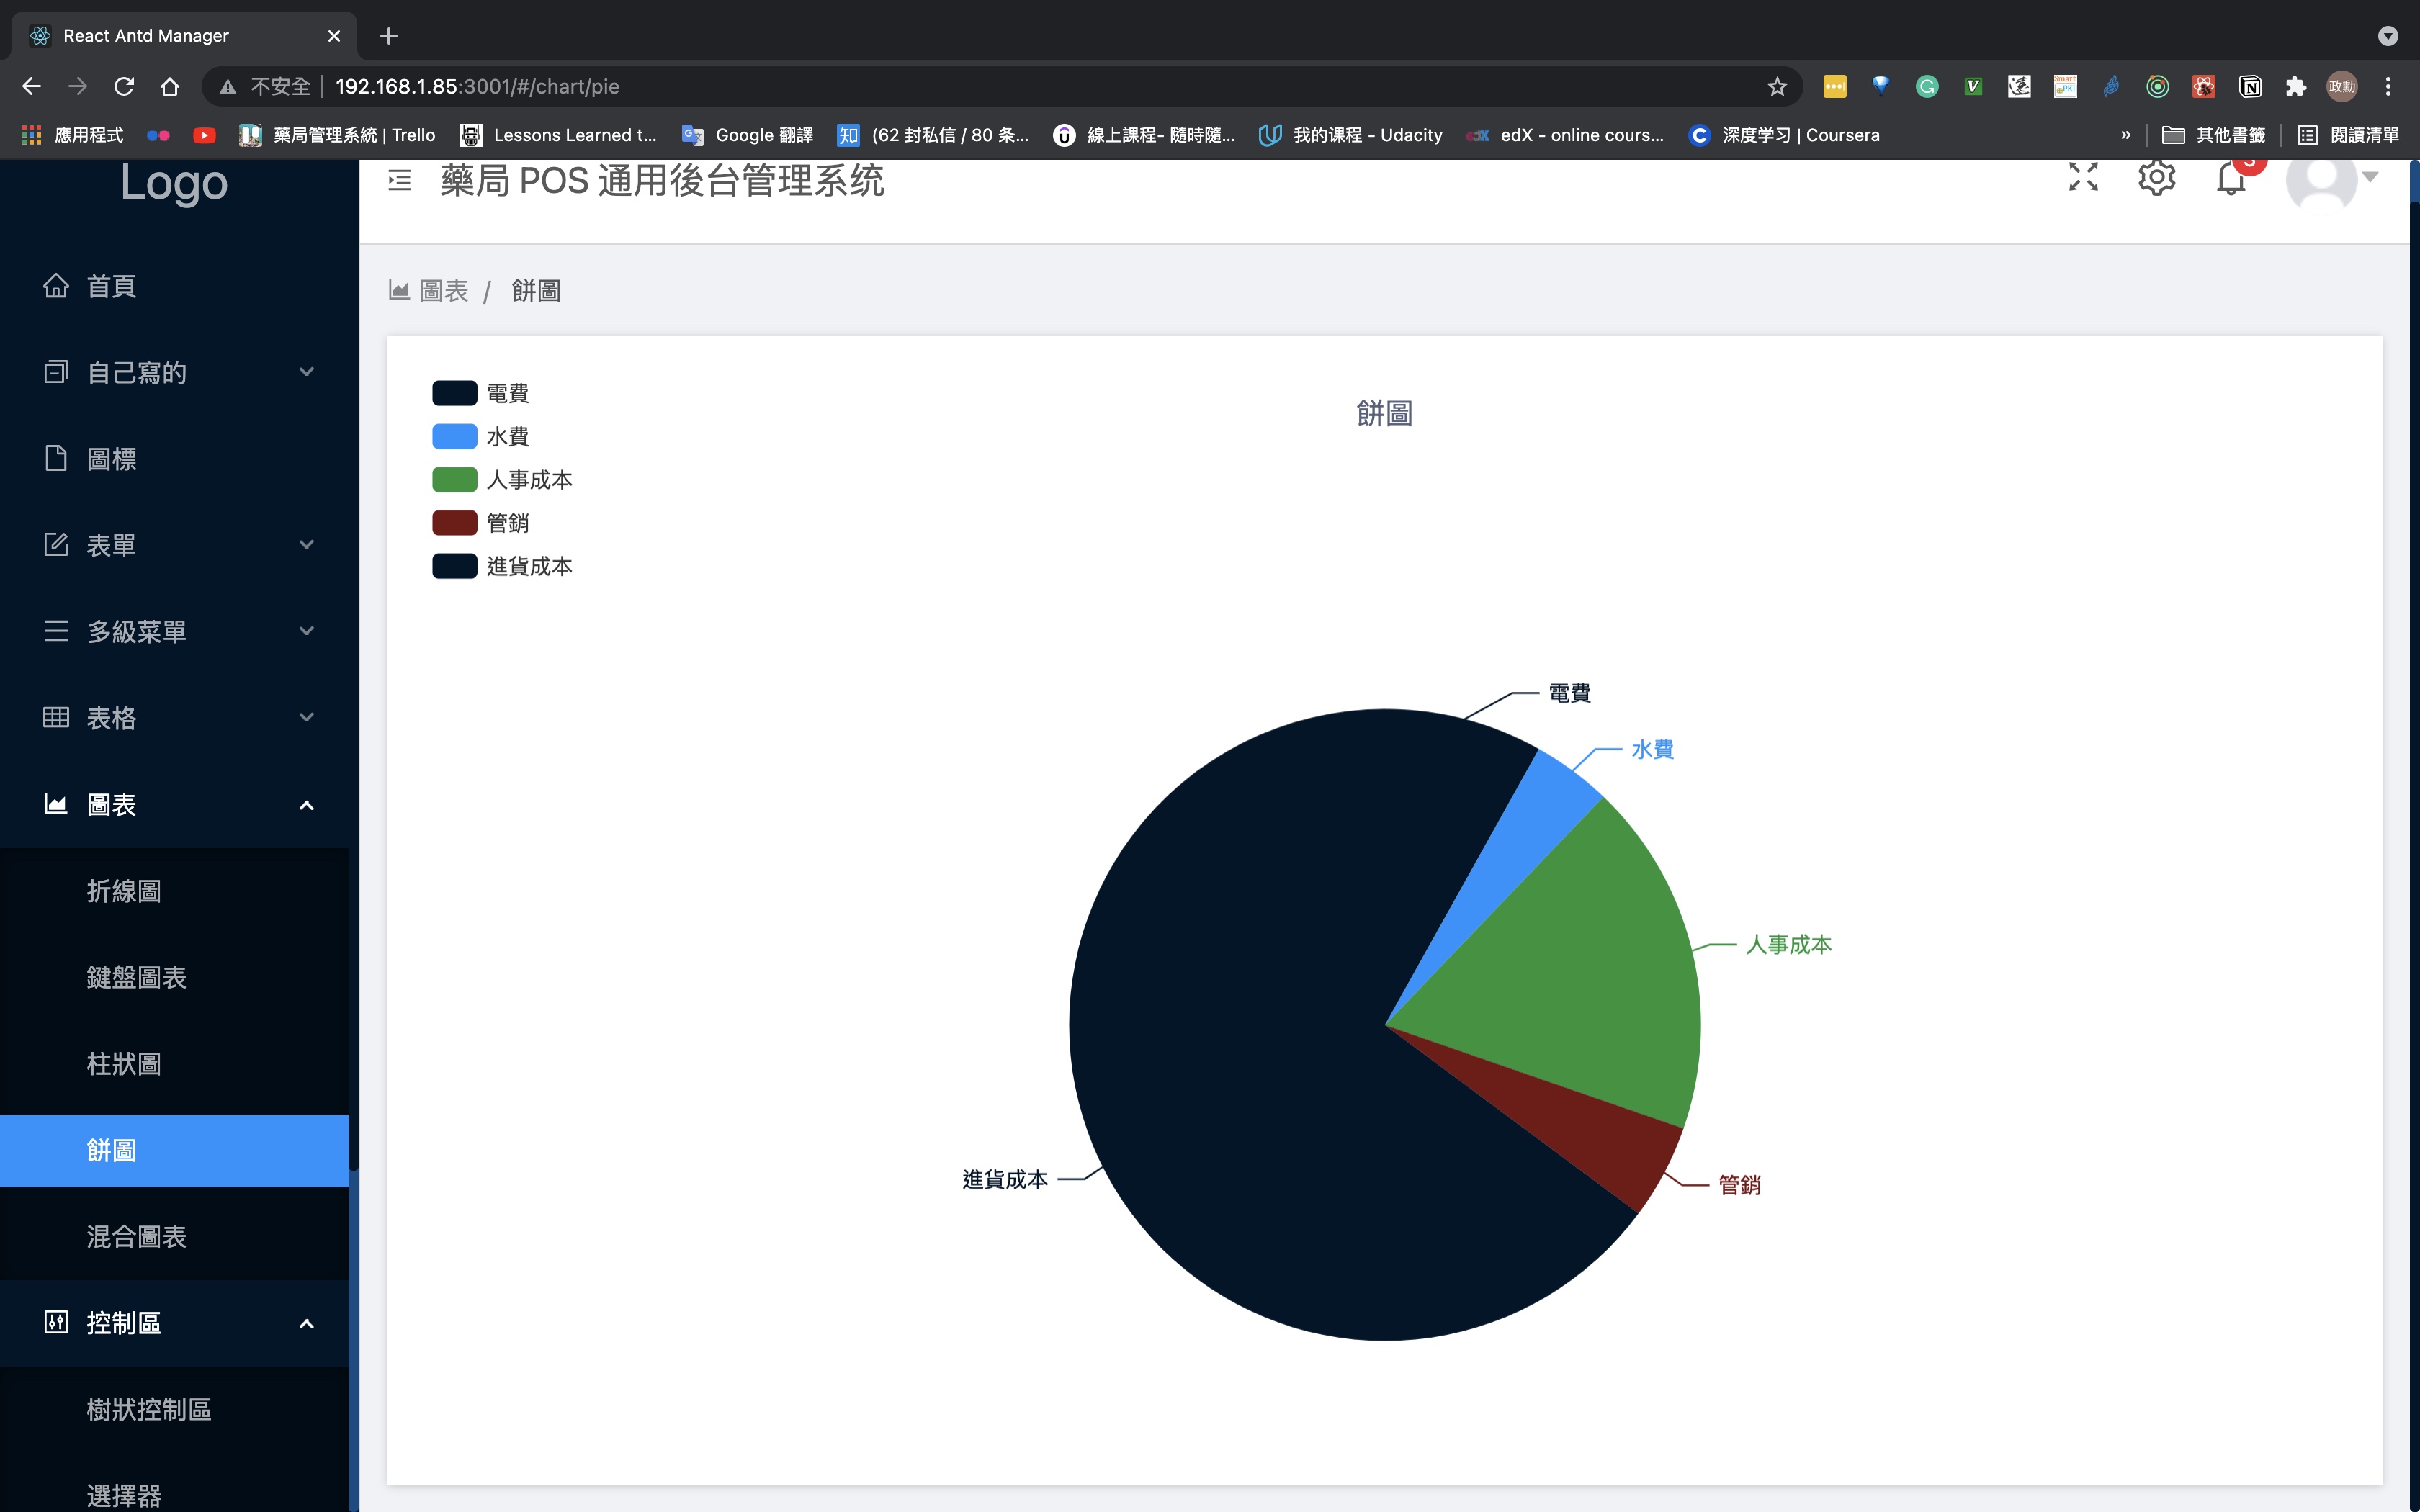 React Antd Manager
不安全 192.168.1.85:3001/#/chart/pie
政勳
應用程式 藥局管理系統 | Trello Lessons Learned t... Google 翻譯 知 (62 封私信 / 80 条... 線上課程- 隨時隨... 我的课程 - Udacity edX - online cours... 深度学习 | Coursera » 其他書籤 閱讀清單
Logo
藥局 POS 通用後台管理系统
3
首頁
自己寫的
圖標
表單
多級菜單
表格
圖表
折線圖
鍵盤圖表
柱狀圖
餅圖
混合圖表
控制區
樹狀控制區
選擇器
圖表 / 餅圖
電費
水費
人事成本
管銷
進貨成本
餅圖
電費
水費
人事成本
管銷
進貨成本